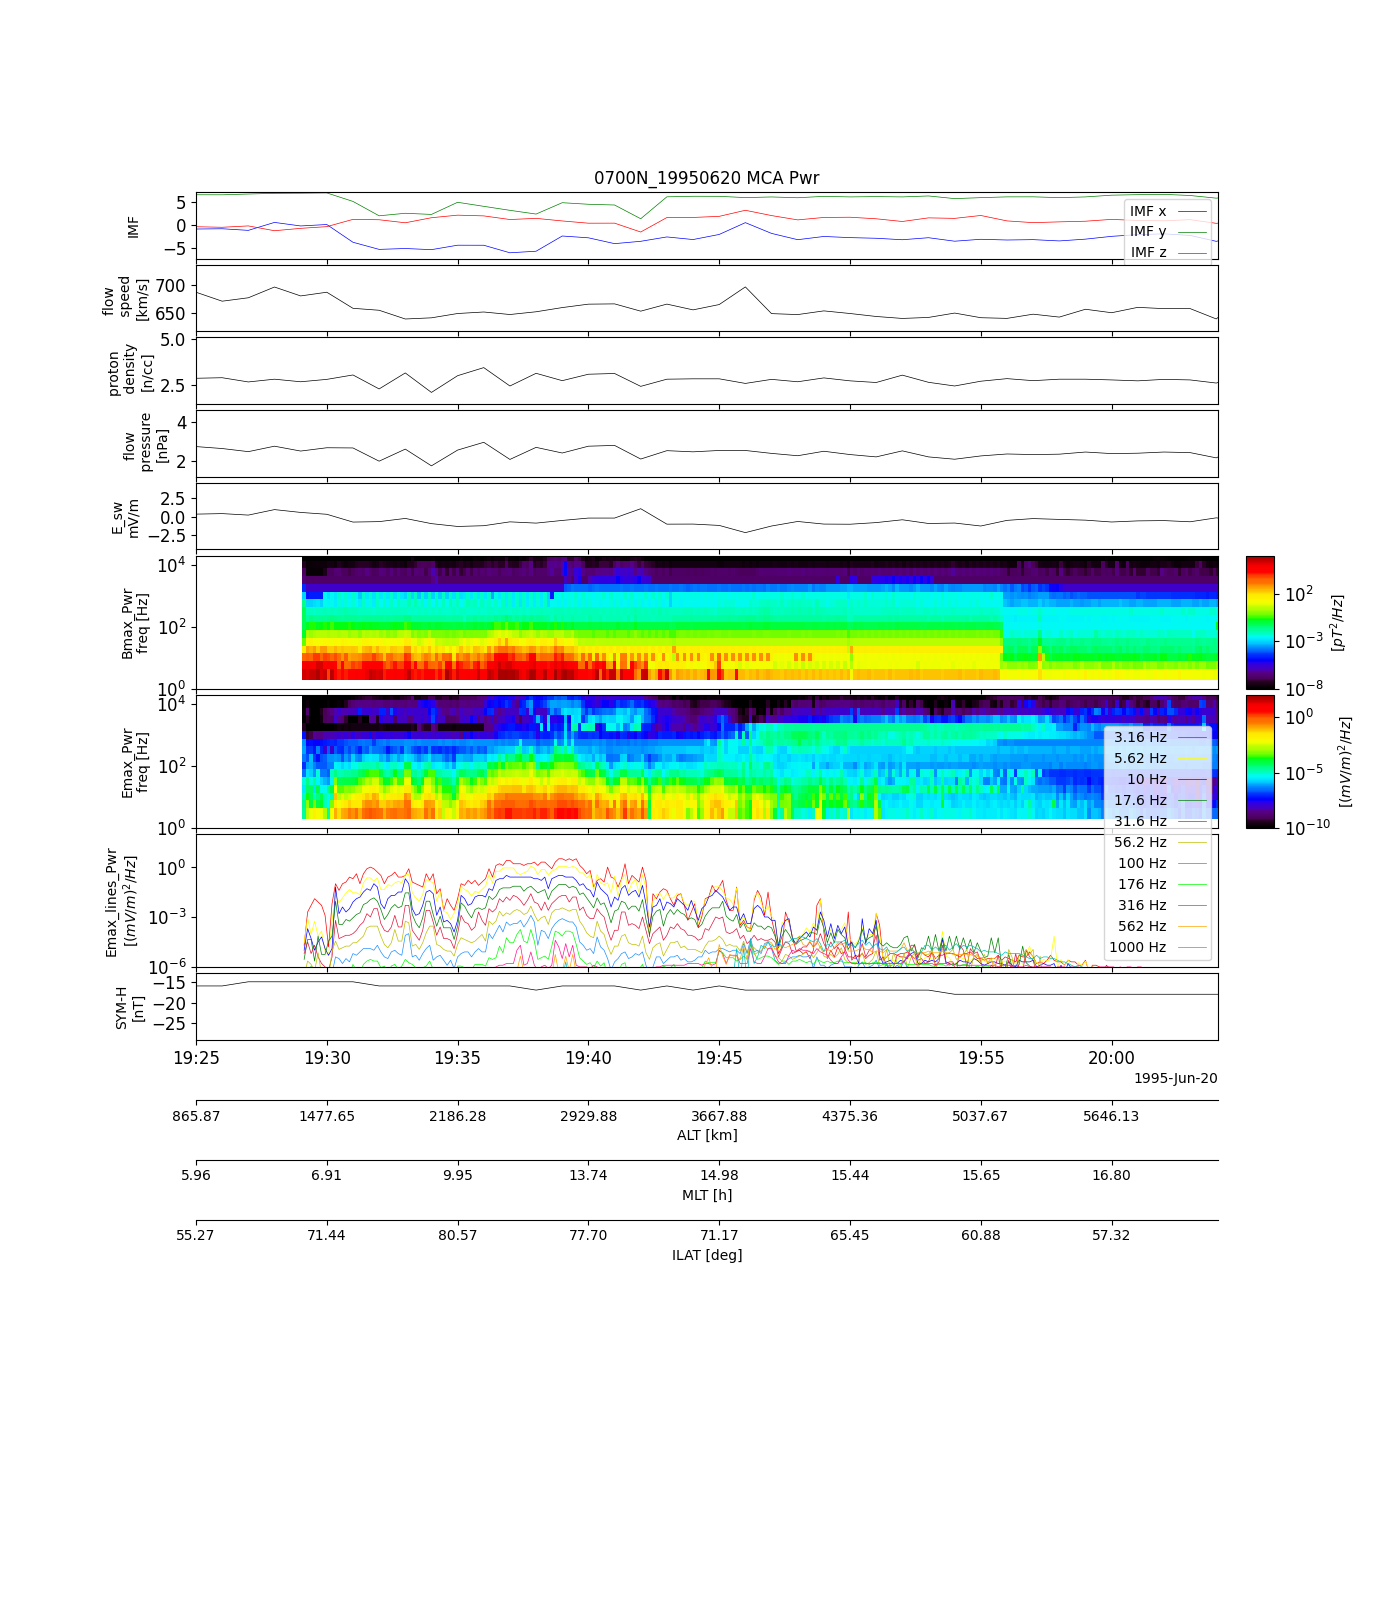 0700N_19950620 MCA Pwr
IMF
5
0
−5
IMF x
IMF y
IMF z
flow
speed
[km/s]
700
650
proton
density
[n/cc]
5.0
2.5
flow
pressure
[nPa]
4
2
E_sw
mV/m
2.5
0.0
−2.5
Bmax_Pwr
freq [Hz]
10^4
10^2
10^0
10^2
10^−3
10^−8
[pT^2/Hz]
Emax_Pwr
freq [Hz]
10^4
10^2
10^0
10^0
10^−5
10^−10
[(mV/m)^2/Hz]
3.16 Hz
5.62 Hz
10 Hz
17.6 Hz
31.6 Hz
56.2 Hz
100 Hz
176 Hz
316 Hz
562 Hz
1000 Hz
Emax_lines_Pwr
[(mV/m)^2/Hz]
10^0
10^−3
10^−6
SYM-H
[nT]
−15
−20
−25
19:25 19:30 19:35 19:40 19:45 19:50 19:55 20:00
1995-Jun-20
865.87 1477.65 2186.28 2929.88 3667.88 4375.36 5037.67 5646.13
ALT [km]
5.96 6.91 9.95 13.74 14.98 15.44 15.65 16.80
MLT [h]
55.27 71.44 80.57 77.70 71.17 65.45 60.88 57.32
ILAT [deg]